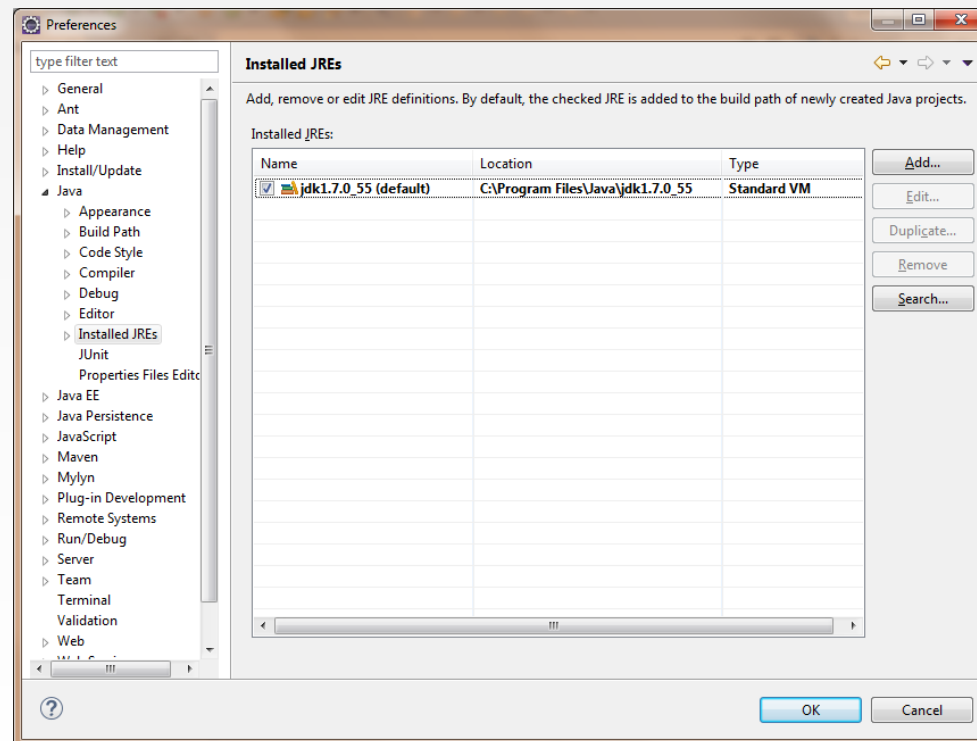 Preferences
type filter text
General
Ant
Data Management
Help
Install/Update
Java
Appearance
Build Path
Code Style
Compiler
Debug
Editor
Installed JREs
JUnit
Properties Files Edito
Java EE
Java Persistence
JavaScript
Maven
Mylyn
Plug-in Development
Remote Systems
Run/Debug
Server
Team
Terminal
Validation
Web
Installed JREs
Add, remove or edit JRE definitions. By default, the checked JRE is added to the build path of newly created Java projects.
Installed JREs:
Name Location Type
jdk1.7.0_55 (default) C:\Program Files\Java\jdk1.7.0_55 Standard VM
Add...
Edit...
Duplicate...
Remove
Search...
OK Cancel